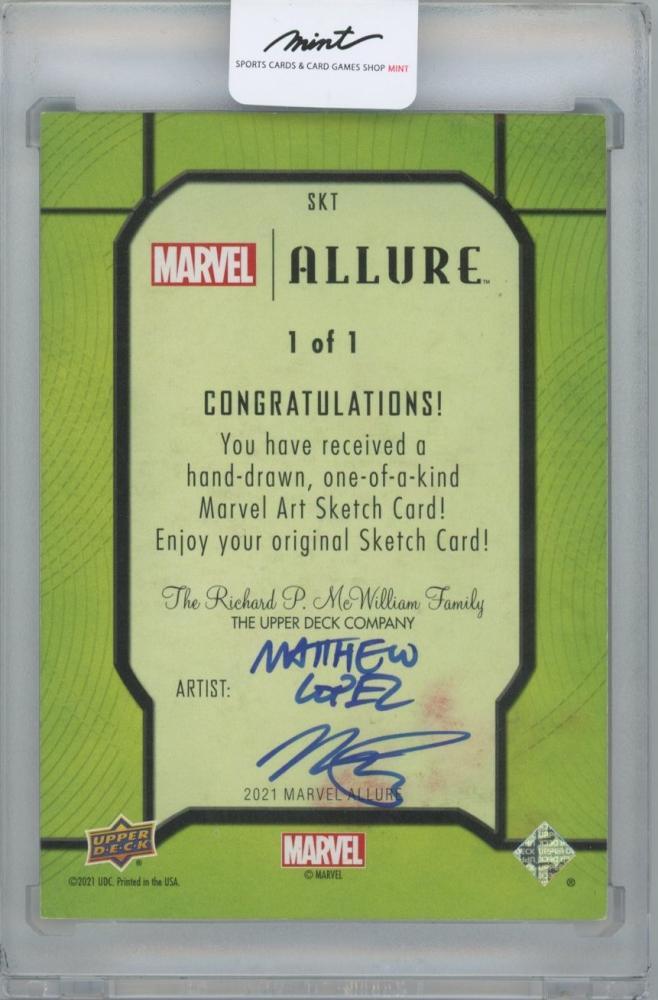 mint
SPORTS CARDS & CARD GAMES SHOP MINT
SKT
MARVEL ALLURE™
1 of 1
CONGRATULATIONS!
You have received a
hand-drawn, one-of-a-kind
Marvel Art Sketch Card!
Enjoy your original Sketch Card!
The Richard P. McWilliam Family
THE UPPER DECK COMPANY
MATTHEW
ARTIST: LOPEZ
2021 MARVEL ALLURE
UPPER
D·E·C·K®
MARVEL
© MARVEL
©2021 UDC. Printed in the USA.
®